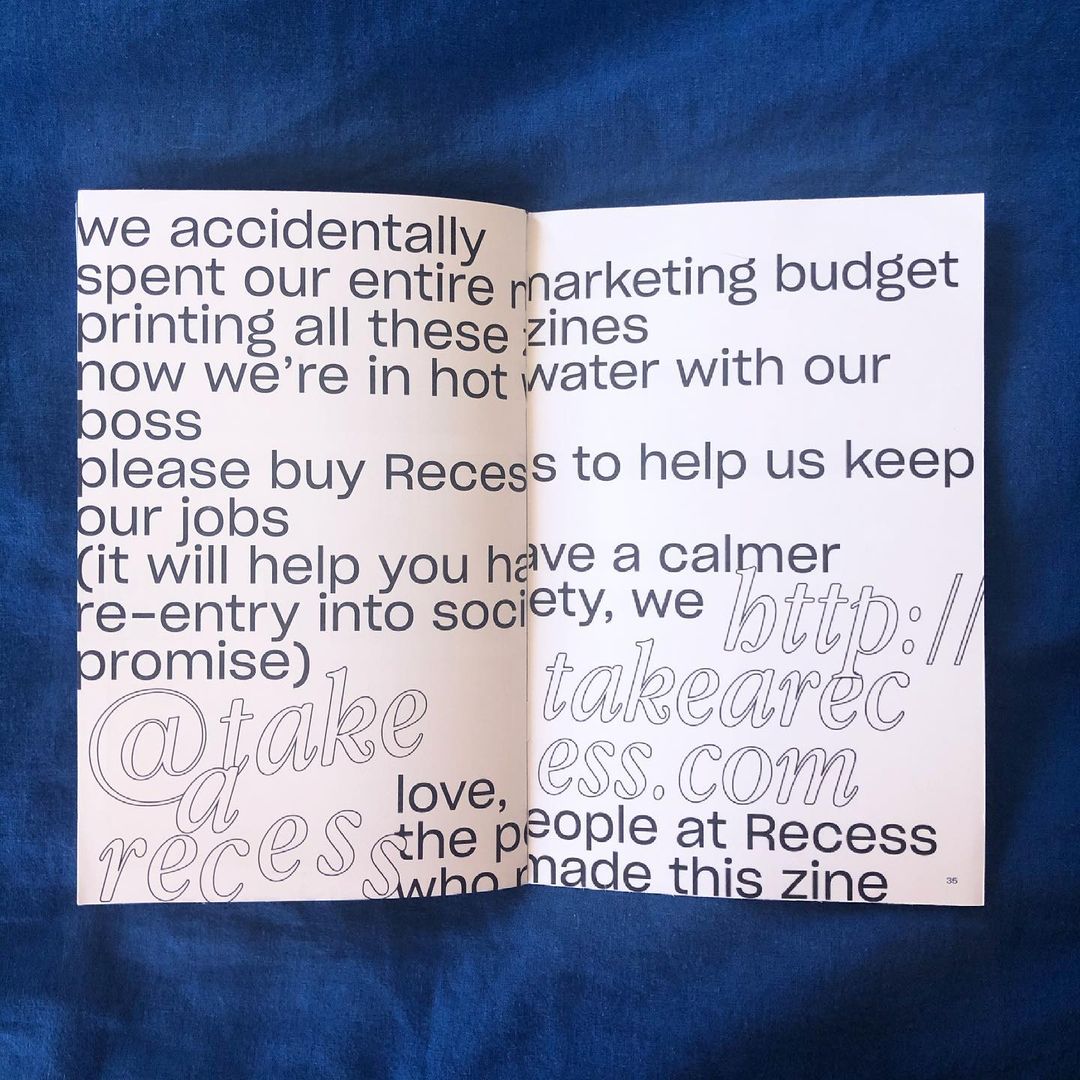 we accidentally
spent our entire marketing budget
printing all these zines
now we're in hot water with our
boss
please buy Recess to help us keep
our jobs
(it will help you have a calmer
re-entry into society, we
promise)
@take
a
recess
http://
takearec
ess.com
love,
the people at Recess
who made this zine
35